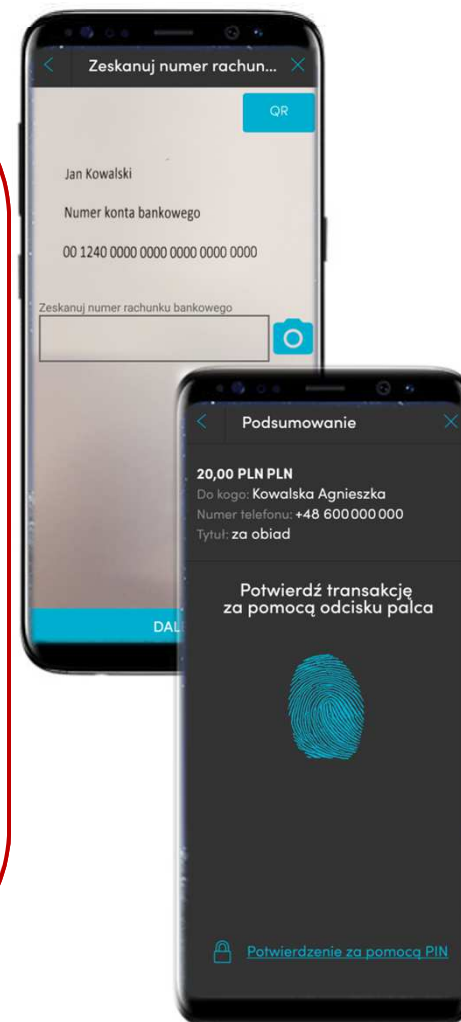 Zeskanuj numer rachun...
QR
Jan Kowalski
Numer konta bankowego
00 1240 0000 0000 0000 0000 0000
Zeskanuj numer rachunku bankowego
DAL
Podsumowanie
20,00 PLN PLN
Do kogo: Kowalska Agnieszka
Numer telefonu: +48 600 000 000
Tytuł: za obiad
Potwierdź transakcję
za pomocą odcisku palca
Potwierdzenie za pomocą PIN